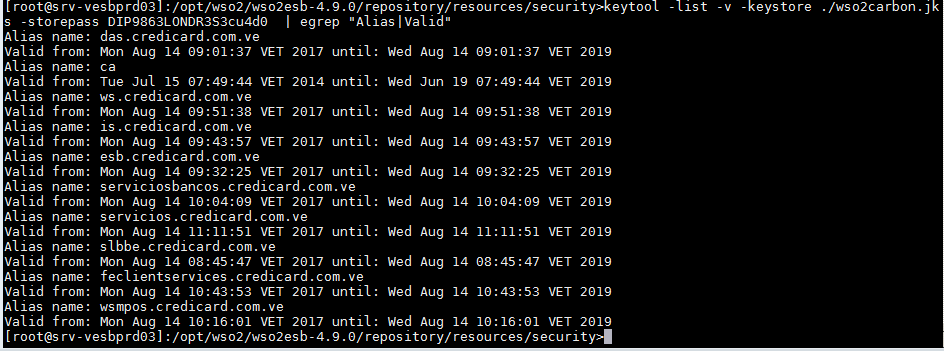 [root@srv-vesbprd03]:/opt/wso2/wso2esb-4.9.0/repository/resources/security>keytool -list -v -keystore ./wso2carbon.jk
s -storepass DIP9863LONDR3S3cu4d0  | egrep "Alias|Valid"
Alias name: das.credicard.com.ve
Valid from: Mon Aug 14 09:01:37 VET 2017 until: Wed Aug 14 09:01:37 VET 2019
Alias name: ca
Valid from: Tue Jul 15 07:49:44 VET 2014 until: Wed Jun 19 07:49:44 VET 2019
Alias name: ws.credicard.com.ve
Valid from: Mon Aug 14 09:51:38 VET 2017 until: Wed Aug 14 09:51:38 VET 2019
Alias name: is.credicard.com.ve
Valid from: Mon Aug 14 09:43:57 VET 2017 until: Wed Aug 14 09:43:57 VET 2019
Alias name: esb.credicard.com.ve
Valid from: Mon Aug 14 09:32:25 VET 2017 until: Wed Aug 14 09:32:25 VET 2019
Alias name: serviciosbancos.credicard.com.ve
Valid from: Mon Aug 14 10:04:09 VET 2017 until: Wed Aug 14 10:04:09 VET 2019
Alias name: servicios.credicard.com.ve
Valid from: Mon Aug 14 11:11:51 VET 2017 until: Wed Aug 14 11:11:51 VET 2019
Alias name: slbbe.credicard.com.ve
Valid from: Mon Aug 14 08:45:47 VET 2017 until: Wed Aug 14 08:45:47 VET 2019
Alias name: feclientservices.credicard.com.ve
Valid from: Mon Aug 14 10:43:53 VET 2017 until: Wed Aug 14 10:43:53 VET 2019
Alias name: wsmpos.credicard.com.ve
Valid from: Mon Aug 14 10:16:01 VET 2017 until: Wed Aug 14 10:16:01 VET 2019
[root@srv-vesbprd03]:/opt/wso2/wso2esb-4.9.0/repository/resources/security>